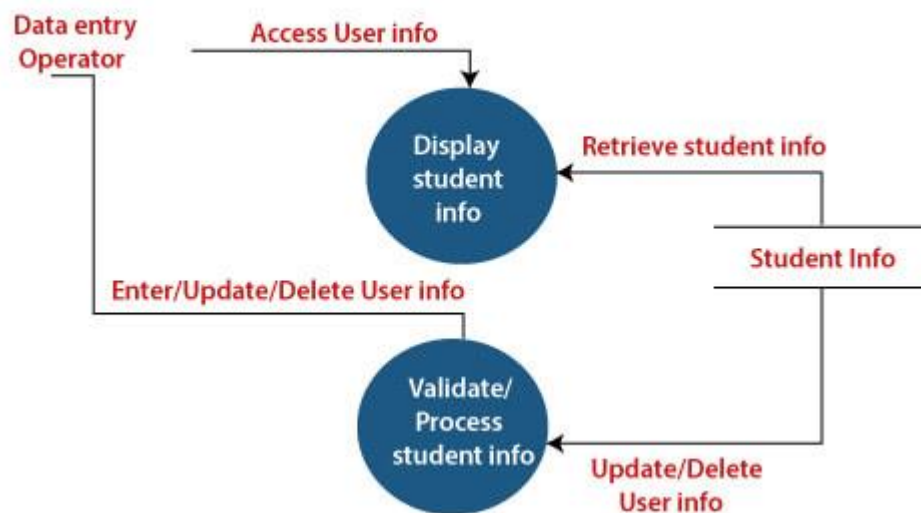 Data entry
Operator
Access User info
Display
student
info
Retrieve student info
Student Info
Enter/Update/Delete User info
Validate/
Process
student info
Update/Delete
User info